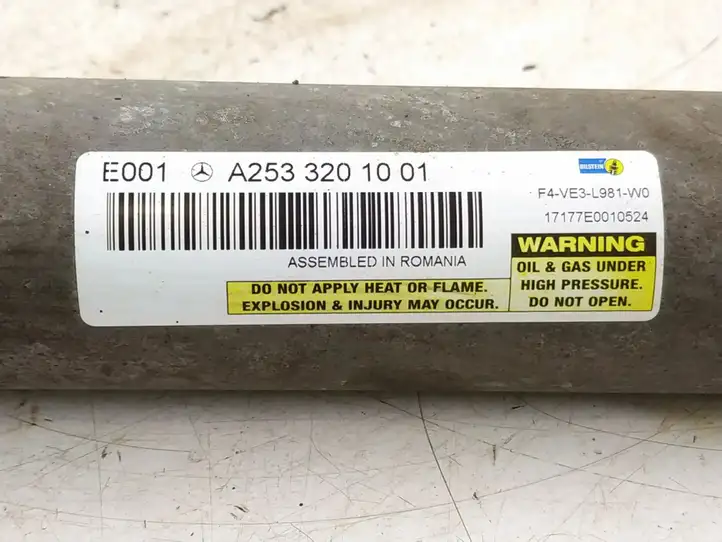 E001 A253 320 10 01
BILSTEIN
F4-VE3-L981-W0
17177E0010524
ASSEMBLED IN ROMANIA
WARNING
OIL & GAS UNDER
HIGH PRESSURE.
DO NOT OPEN.
DO NOT APPLY HEAT OR FLAME.
EXPLOSION & INJURY MAY OCCUR.